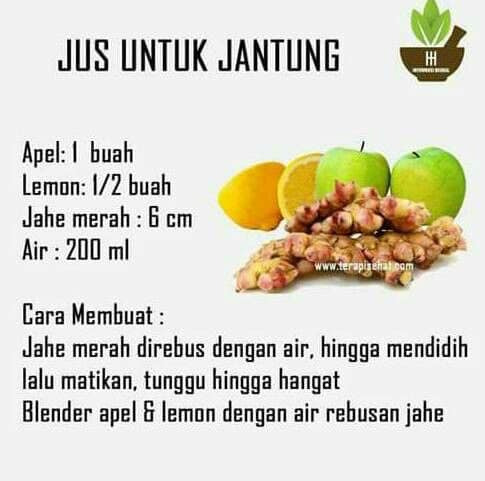 JUS UNTUK JANTUNG
INFORMASI HERBAL
Apel: 1 buah
Lemon: 1/2 buah
Jahe merah : 6 cm
Air : 200 ml
www.terapisehat.com
Cara Membuat :
Jahe merah direbus dengan air, hingga mendidih
lalu matikan, tunggu hingga hangat
Blender apel & lemon dengan air rebusan jahe